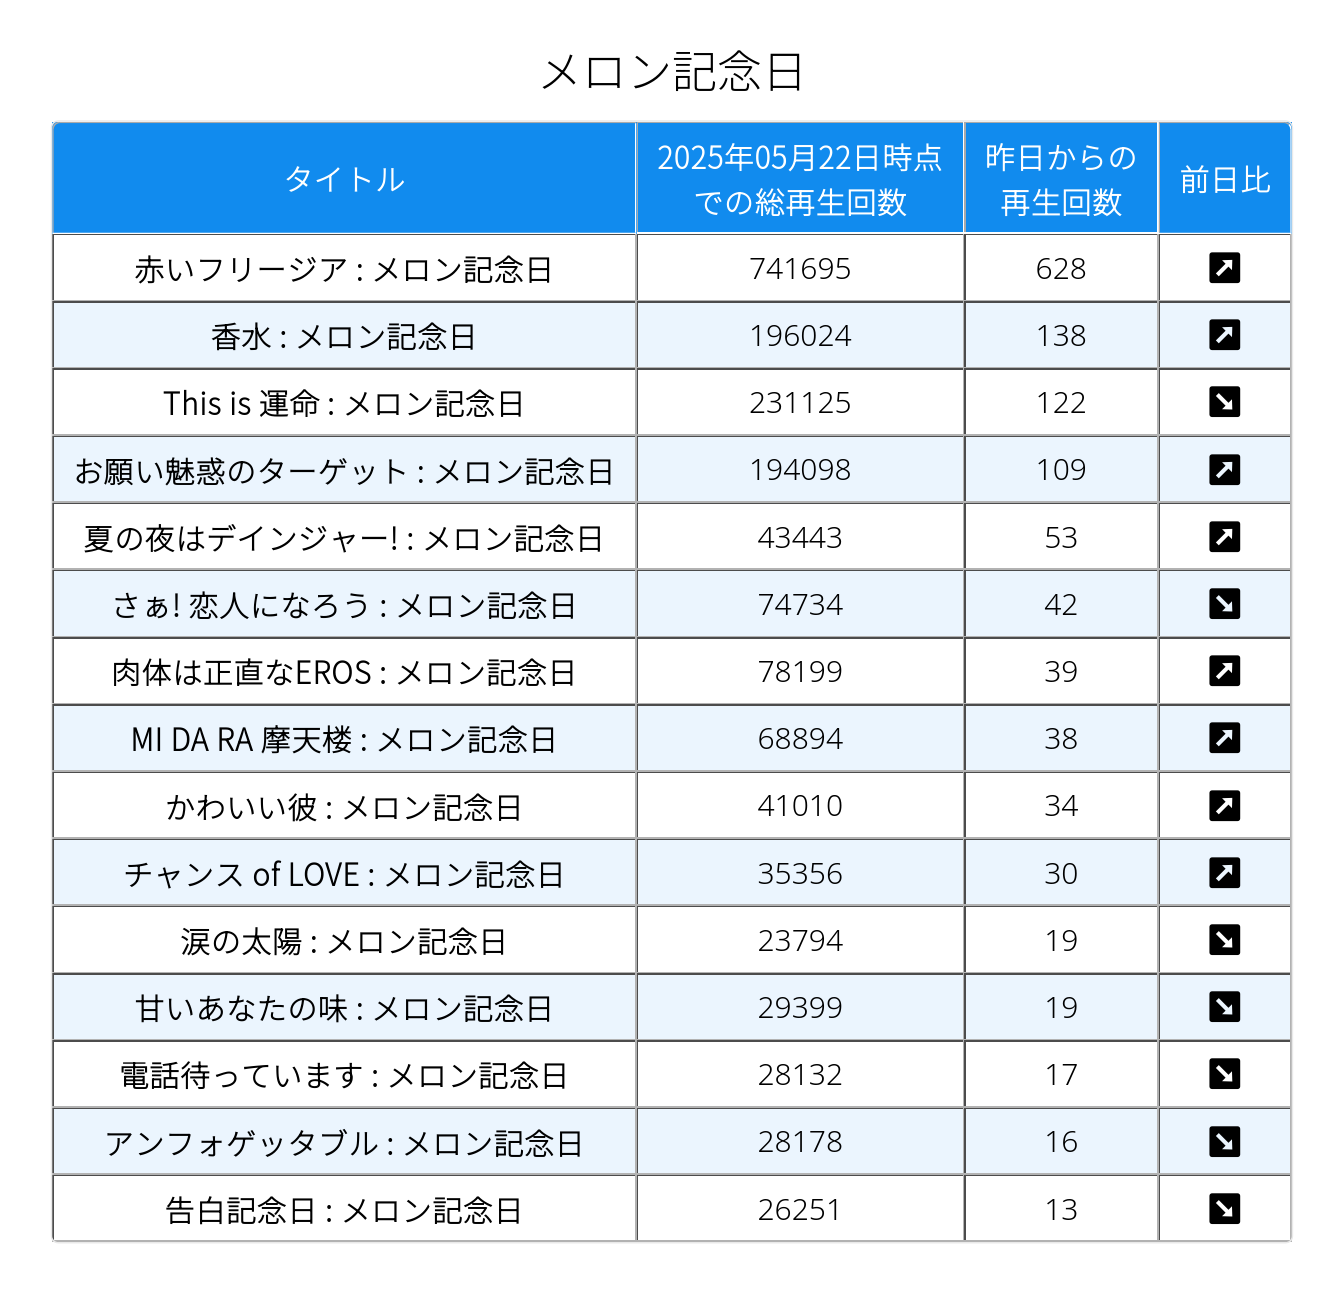 メロン記念日
タイトル 2025年05月22日時点での総再生回数 昨日からの再生回数 前日比
赤いフリージア : メロン記念日 741695 628 ↗
香水 : メロン記念日 196024 138 ↗
This is 運命 : メロン記念日 231125 122 ↘
お願い魅惑のターゲット : メロン記念日 194098 109 ↗
夏の夜はデインジャー! : メロン記念日 43443 53 ↗
さぁ! 恋人になろう : メロン記念日 74734 42 ↘
肉体は正直なEROS : メロン記念日 78199 39 ↗
MI DA RA 摩天楼 : メロン記念日 68894 38 ↗
かわいい彼 : メロン記念日 41010 34 ↗
チャンス of LOVE : メロン記念日 35356 30 ↗
涙の太陽 : メロン記念日 23794 19 ↘
甘いあなたの味 : メロン記念日 29399 19 ↘
電話待っています : メロン記念日 28132 17 ↘
アンフォゲッタブル : メロン記念日 28178 16 ↘
告白記念日 : メロン記念日 26251 13 ↘